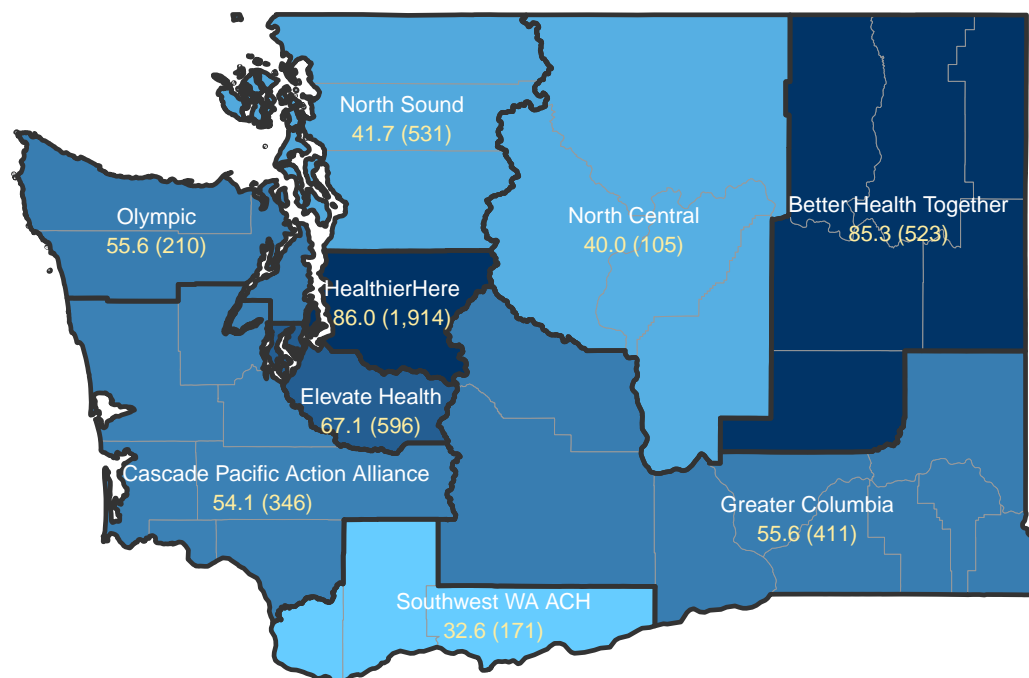 North Sound
41.7 (531)
Olympic
55.6 (210)
North Central
40.0 (105)
Better Health Together
85.3 (523)
HealthierHere
86.0 (1,914)
Elevate Health
67.1 (596)
Cascade Pacific Action Alliance
54.1 (346)
Greater Columbia
55.6 (411)
Southwest WA ACH
32.6 (171)